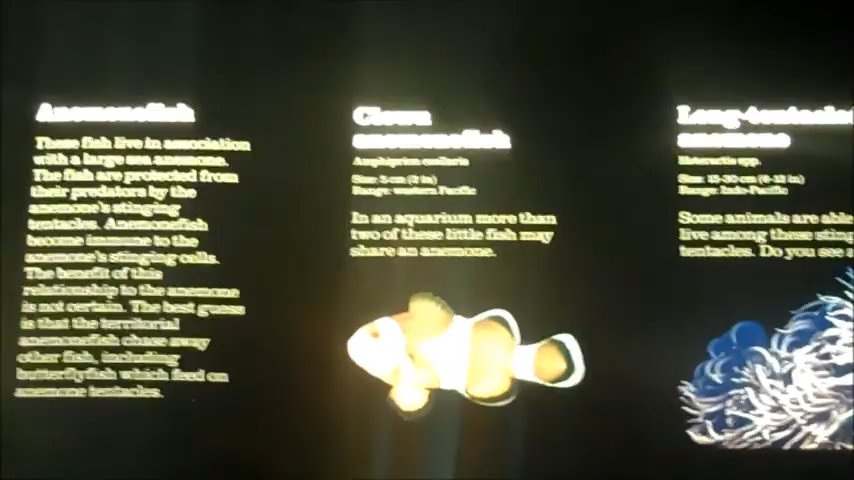 Anemonefish
These fish live in association
with a large sea anemone.
The fish are protected from
their predators by the
anemone's stinging
tentacles. Anemonefish
become immune to the
anemone's stinging cells.
The benefit of this
relationship to the anemone
is not certain. The best guess
is that the territorial
anemonefish chase away
other fish, including
butterflyfish which feed on
anemone tentacles.
Clown
anemonefish
Amphiprion ocellaris
Size: 5 cm (2 in)
Range: western Pacific
In an aquarium more than
two of these little fish may
share an anemone.
Long-tentacle
anemone
Heteractis spp.
Size: 15-30 cm (6-12 in)
Range: Indo-Pacific
Some animals are able
live among these sting
tentacles. Do you see a